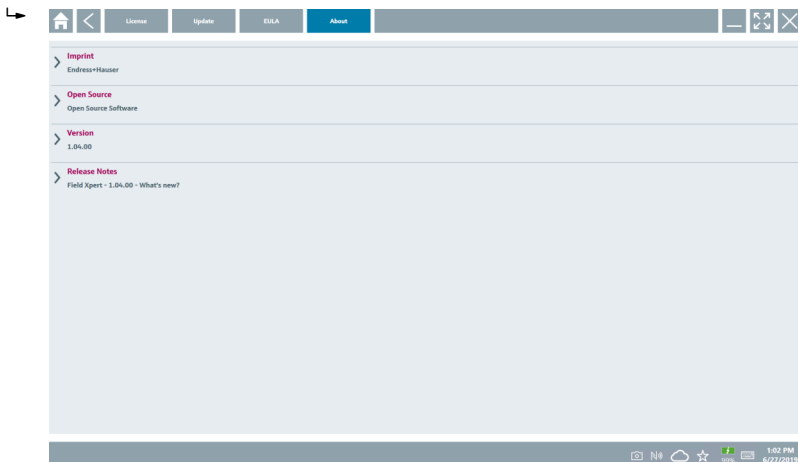 License Update EULA About
Imprint
Endress+Hauser
Open Source
Open Source Software
Version
1.04.00
Release Notes
Field Xpert - 1.04.00 - What's new?
1:02 PM
99% 6/27/2019